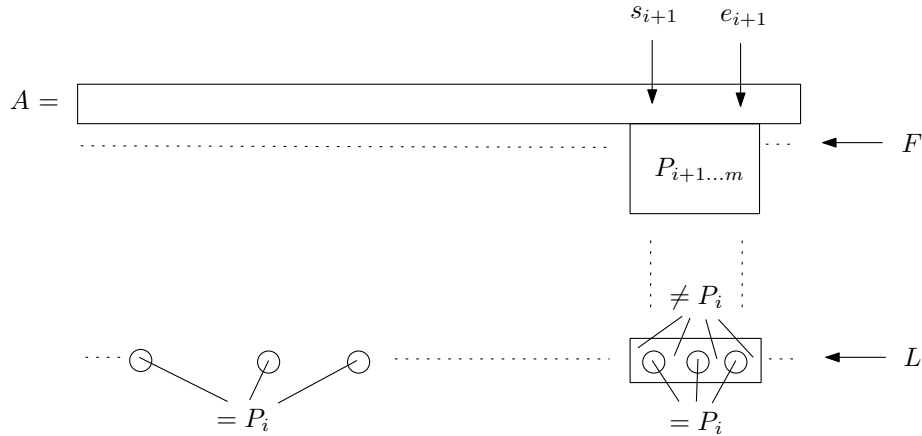 s_{i+1} e_{i+1}
A =
F
P_{i+1...m}
≠ P_i
L
= P_i = P_i